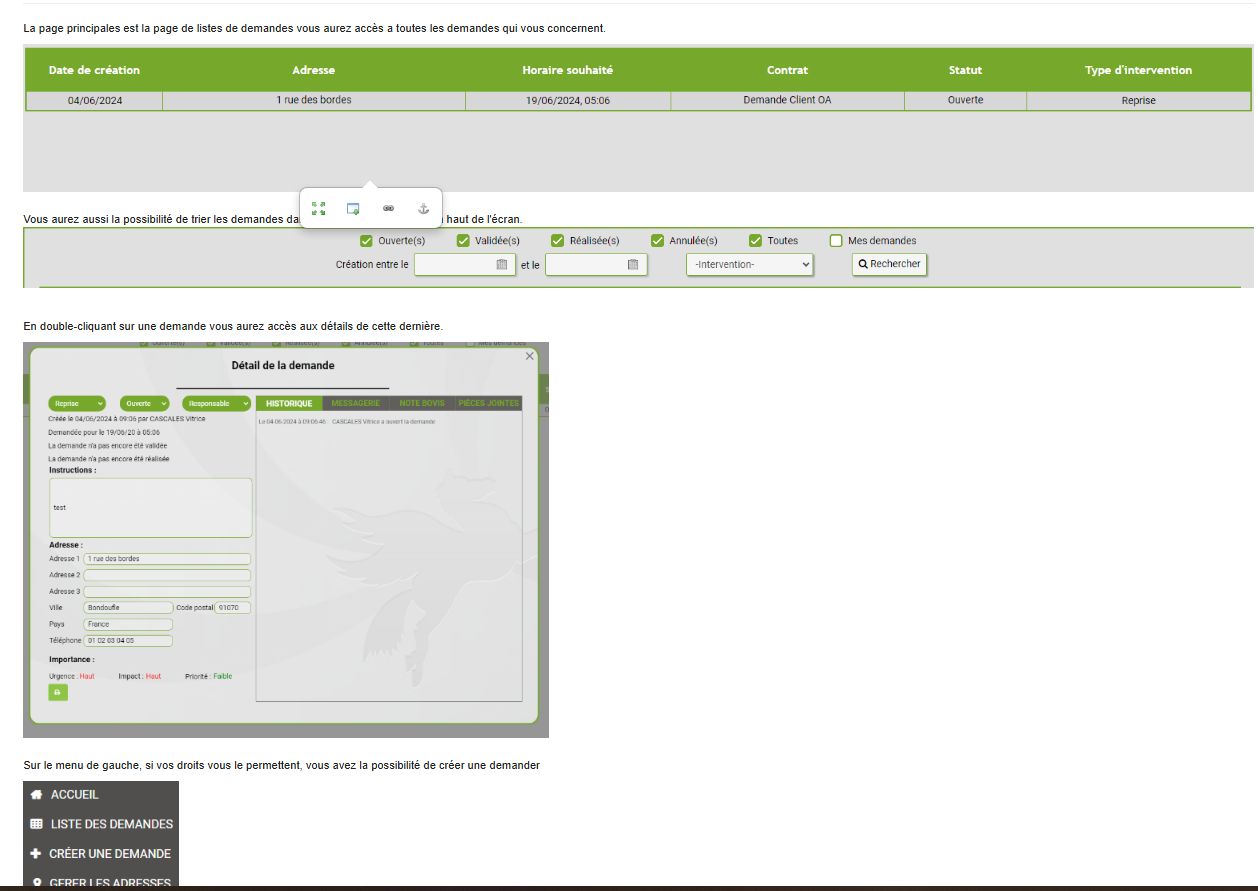 La page principales est la page de listes de demandes vous aurez accès a toutes les demandes qui vous concernent.
Date de création Adresse Horaire souhaité Contrat Statut Type d'intervention
04/06/2024 1 rue des bordes 19/06/2024, 05:06 Demande Client OA Ouverte Reprise
Vous aurez aussi la possibilité de trier les demandes da haut de l'écran.
Ouverte(s) Validée(s) Réalisée(s) Annulée(s) Toutes Mes demandes
Création entre le et le -Intervention- Rechercher
En double-cliquant sur une demande vous aurez accès aux détails de cette dernière.
Ouverte(s) Validée(s) Réalisée(s) Annulée(s) Toutes Mes demandes
Détail de la demande
Reprise Ouverte Responsable HISTORIQUE MESSAGERIE NOTE BOVIS PIÈCES JOINTES
Créée le 04/06/2024 à 09:06 par CASCALES Vitrice
Le 04-06-2024 à 09:06:46 : CASCALES Vitrice a ouvert la demande
Demandée pour le 19/06/20 à 05:06
La demande n'a pas encore été validée
La demande n'a pas encore été réalisée
Instructions :
test
Adresse :
Adresse 1 1 rue des bordes
Adresse 2
Adresse 3
Ville Bondoufle Code postal 91070
Pays France
Téléphone 01 02 03 04 05
Importance :
Urgence : Haut Impact : Haut Priorité : Faible
Sur le menu de gauche, si vos droits vous le permettent, vous avez la possibilité de créer une demander
ACCUEIL
LISTE DES DEMANDES
CRÉER UNE DEMANDE
GERER LES ADRESSES